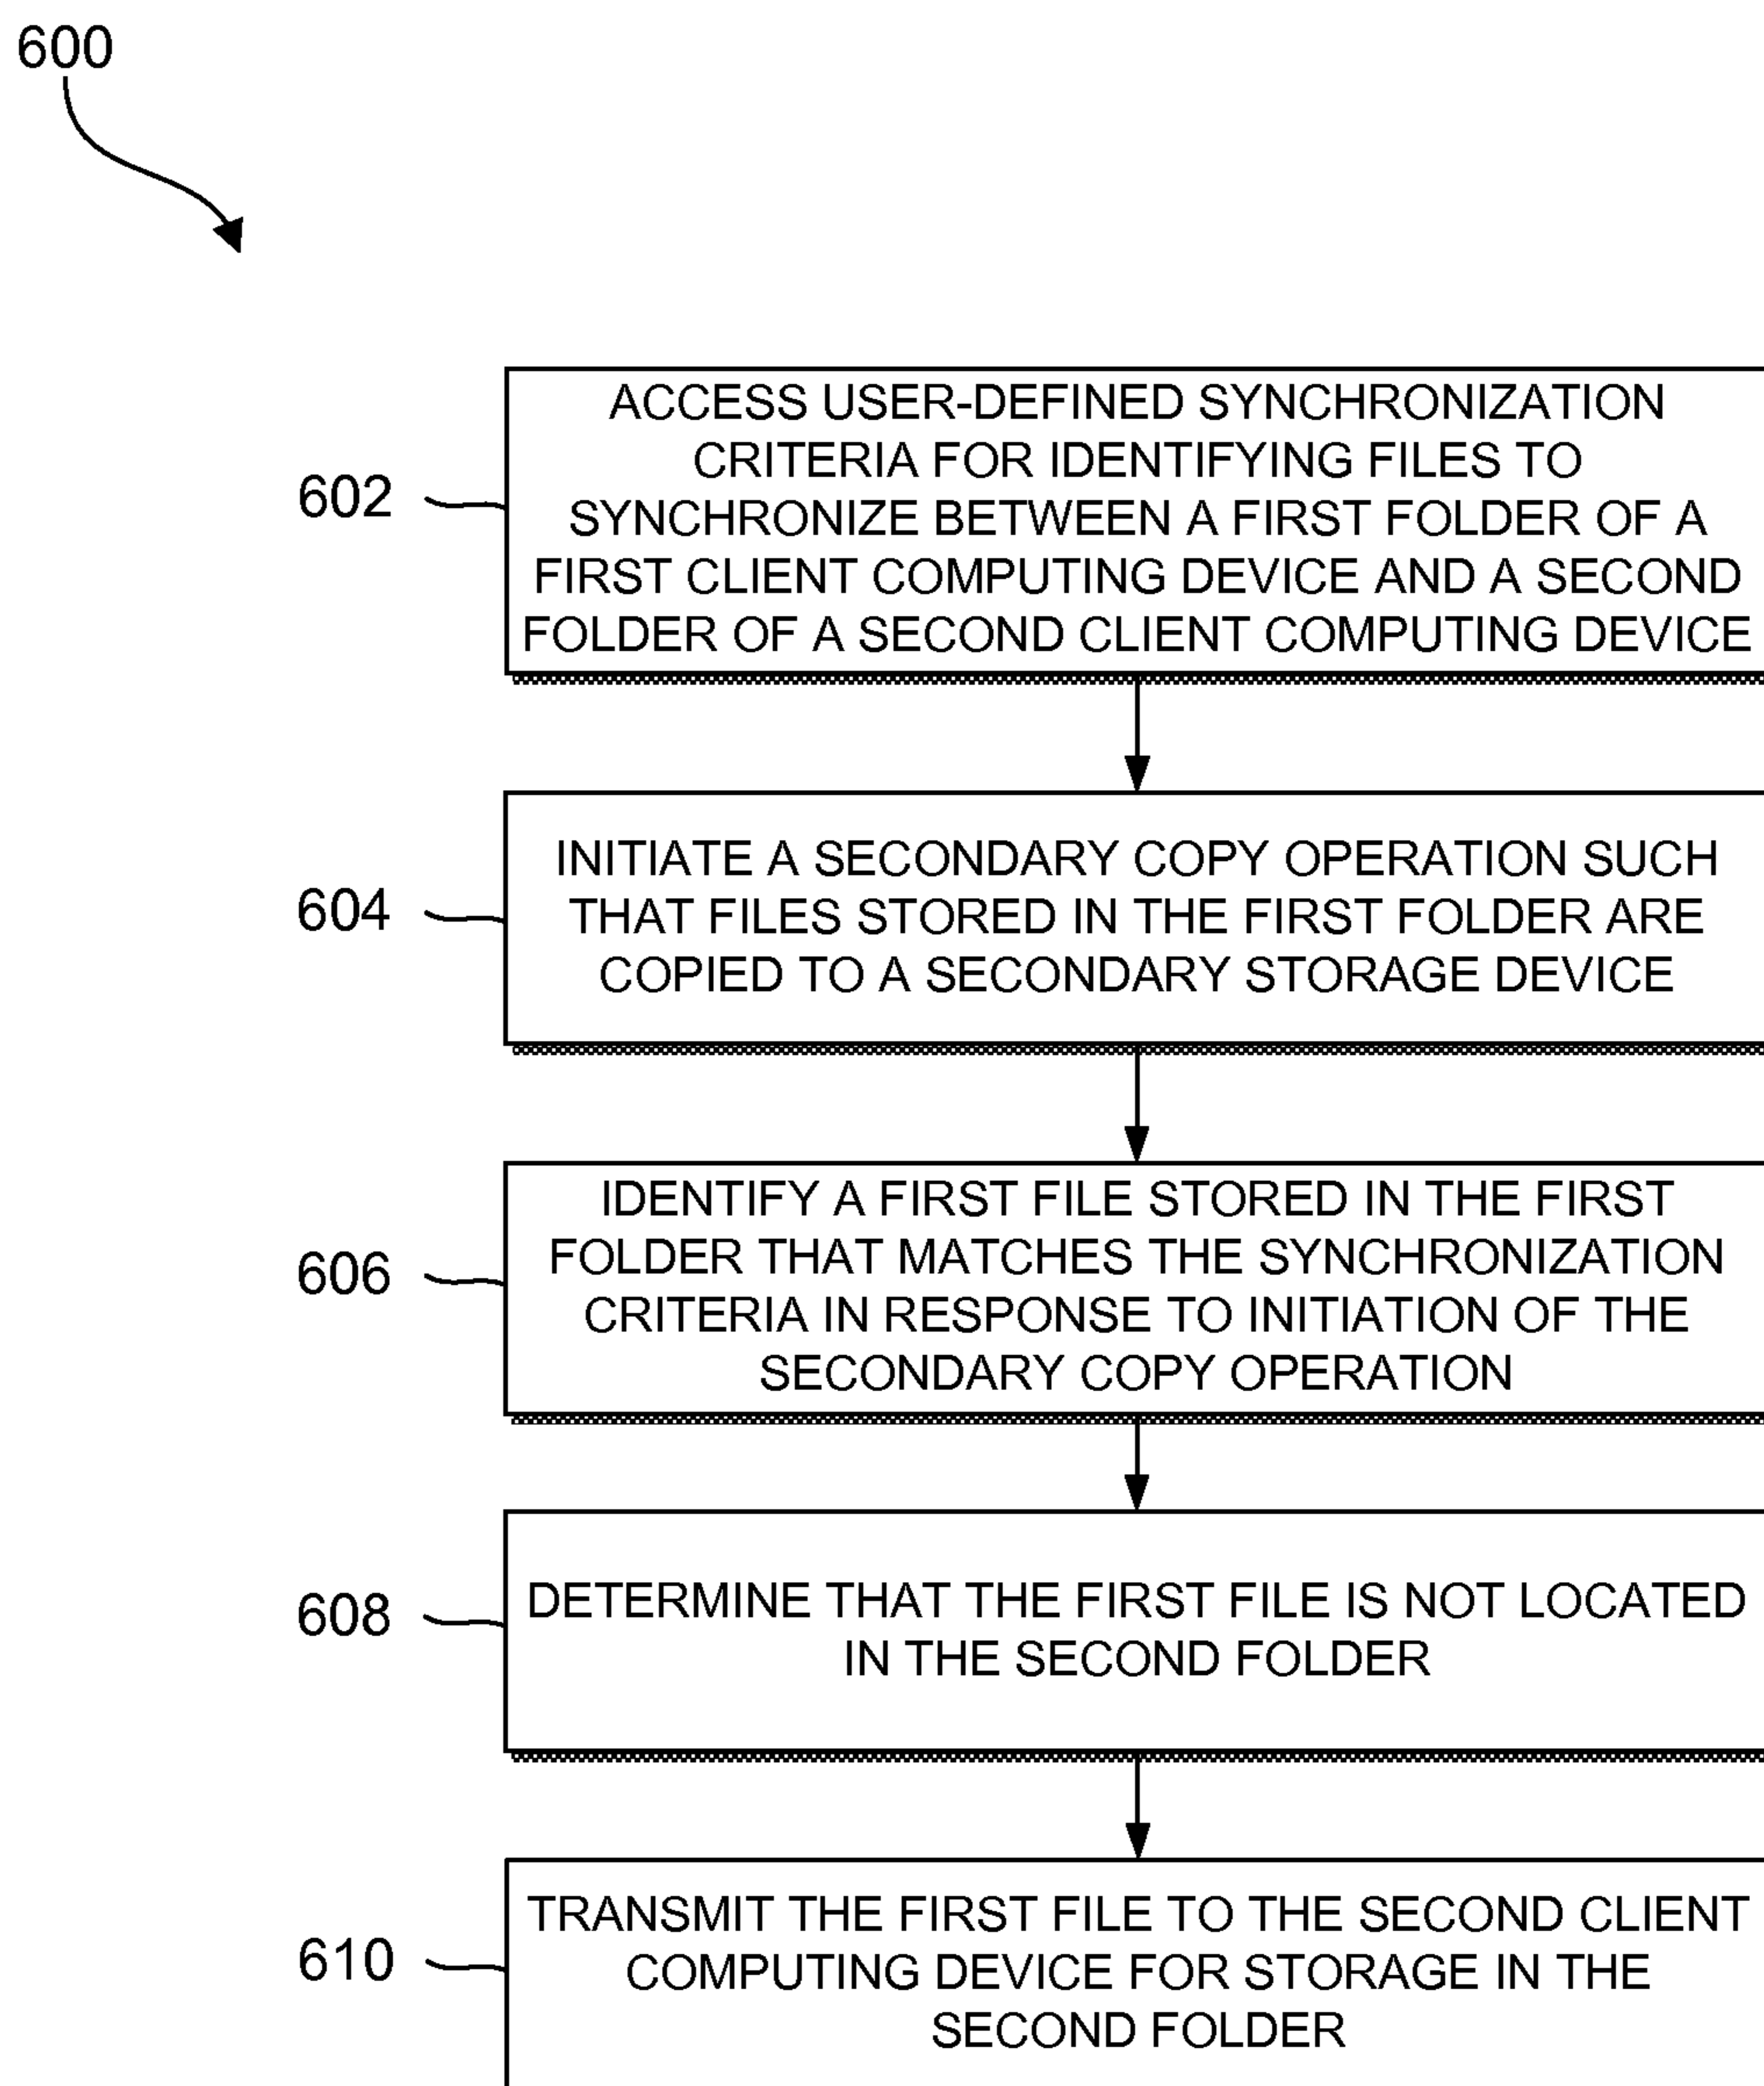 600
602
ACCESS USER-DEFINED SYNCHRONIZATION
CRITERIA FOR IDENTIFYING FILES TO
SYNCHRONIZE BETWEEN A FIRST FOLDER OF A
FIRST CLIENT COMPUTING DEVICE AND A SECOND
FOLDER OF A SECOND CLIENT COMPUTING DEVICE
604
INITIATE A SECONDARY COPY OPERATION SUCH
THAT FILES STORED IN THE FIRST FOLDER ARE
COPIED TO A SECONDARY STORAGE DEVICE
606
IDENTIFY A FIRST FILE STORED IN THE FIRST
FOLDER THAT MATCHES THE SYNCHRONIZATION
CRITERIA IN RESPONSE TO INITIATION OF THE
SECONDARY COPY OPERATION
608
DETERMINE THAT THE FIRST FILE IS NOT LOCATED
IN THE SECOND FOLDER
610
TRANSMIT THE FIRST FILE TO THE SECOND CLIENT
COMPUTING DEVICE FOR STORAGE IN THE
SECOND FOLDER